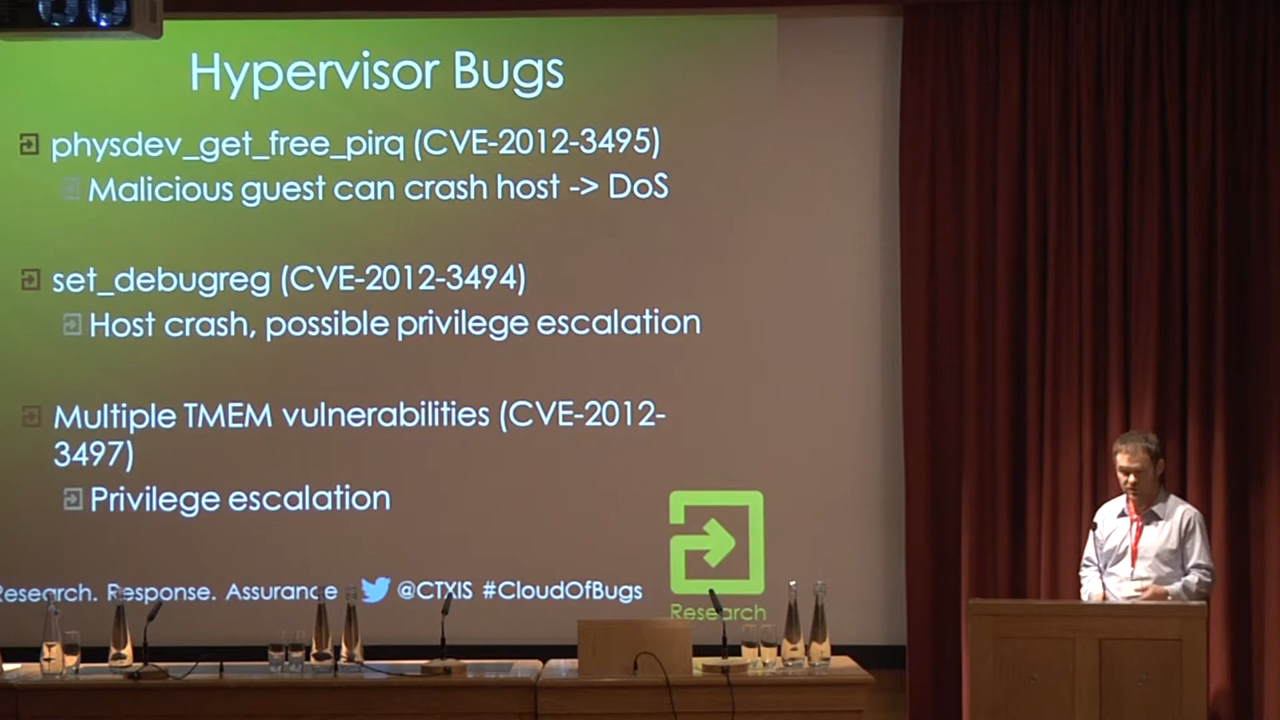 Hypervisor Bugs
physdev_get_free_pirq (CVE-2012-3495)
Malicious guest can crash host -> DoS
set_debugreg (CVE-2012-3494)
Host crash, possible privilege escalation
Multiple TMEM vulnerabilities (CVE-2012-
3497)
Privilege escalation
Research. Response. Assurance @CTXIS #CloudOfBugs
Research